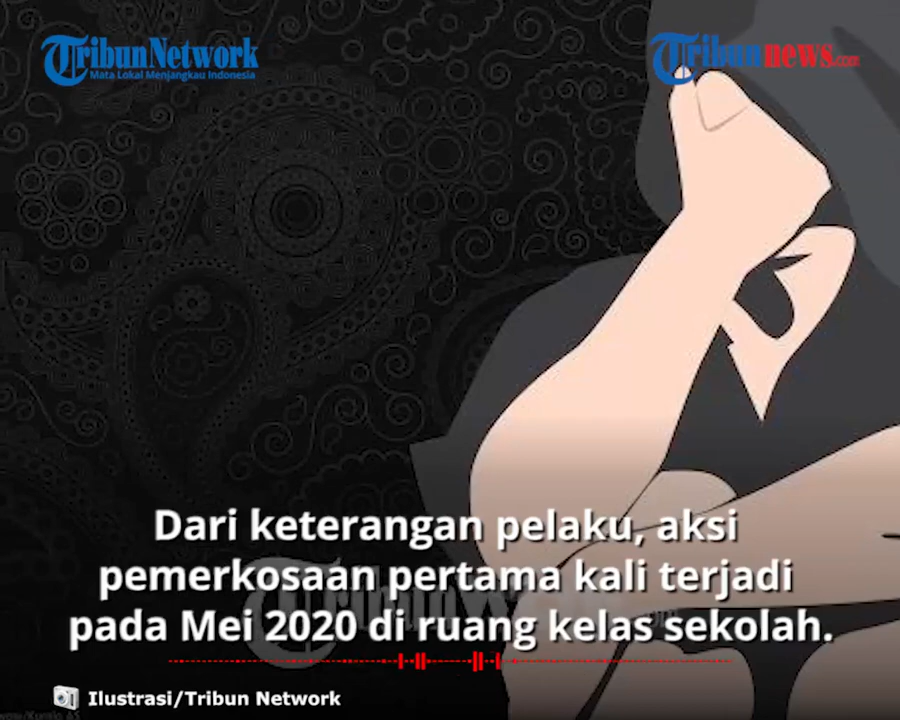 TribunNetwork
Mata Lokal Menjangkau Indonesia
Tribunnews.com
Dari keterangan pelaku, aksi
pemerkosaan pertama kali terjadi
pada Mei 2020 di ruang kelas sekolah.
Ilustrasi/Tribun Network